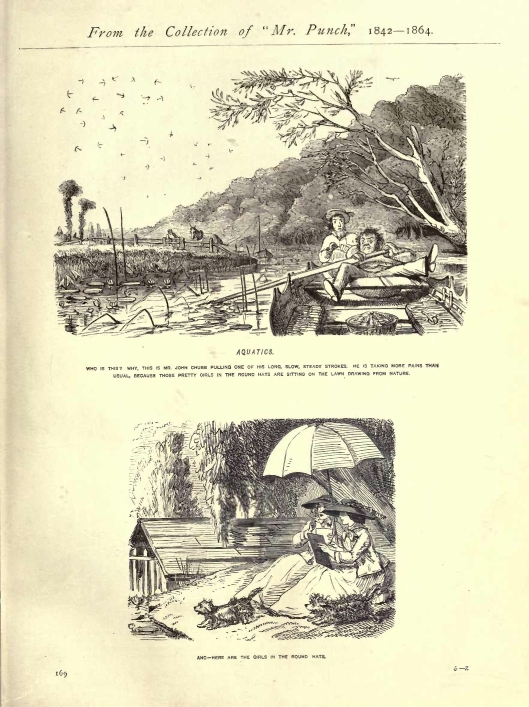 From the Collection of "Mr. Punch," 1842—1864.
AQUATICS.
WHO IS THIS? WHY, THIS IS MR. JOHN CHUBB PULLING ONE OF HIS LONG, SLOW, STEADY STROKES. HE IS TAKING MORE PAINS THAN
USUAL, BECAUSE THOSE PRETTY GIRLS IN THE ROUND HATS ARE SITTING ON THE LAWN DRAWING FROM NATURE.
AND—HERE ARE THE GIRLS IN THE ROUND HATS.
169
6—2